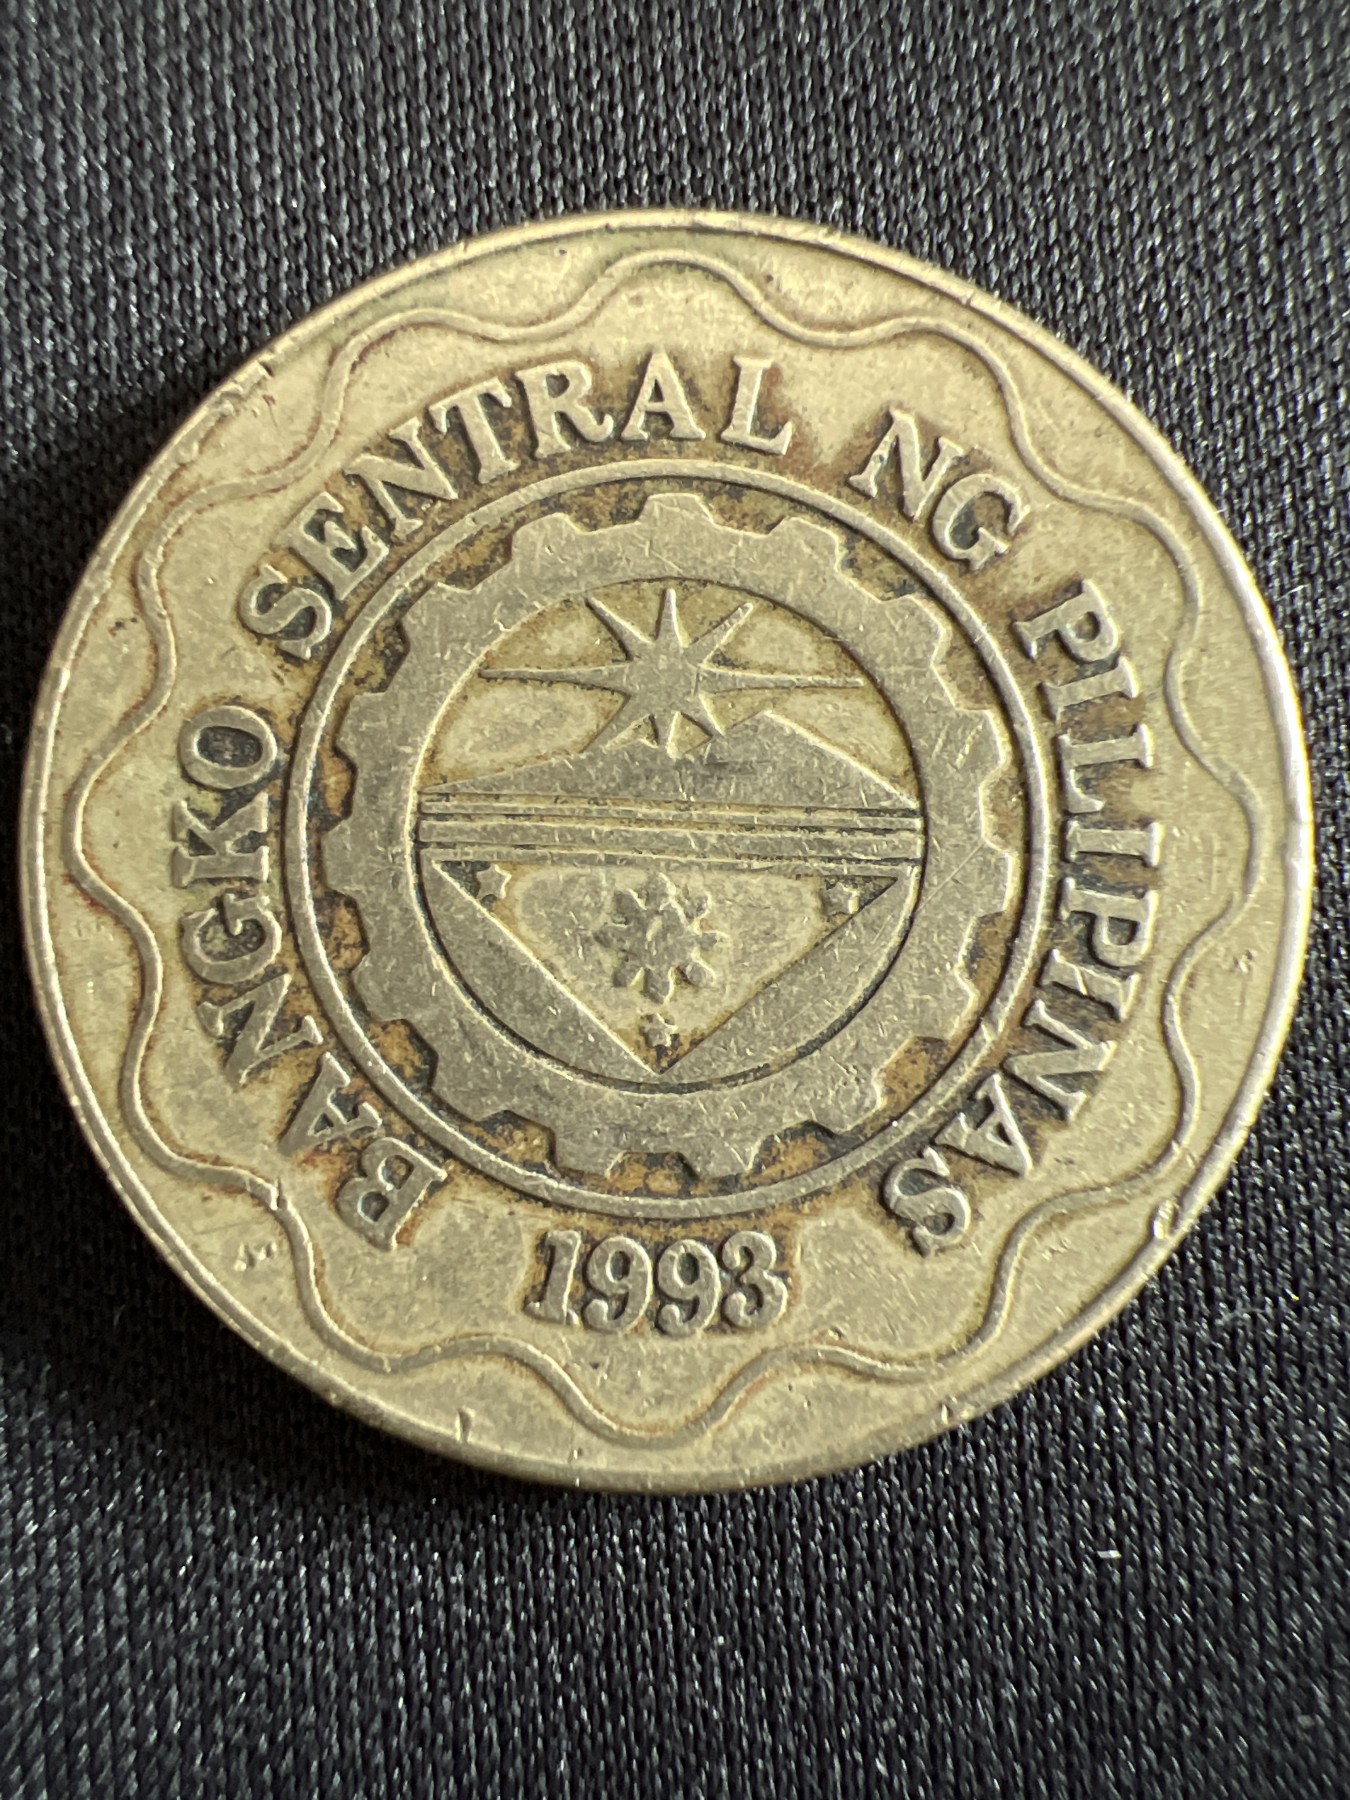 BANGKO SENTRAL NG PILIPINAS
1993